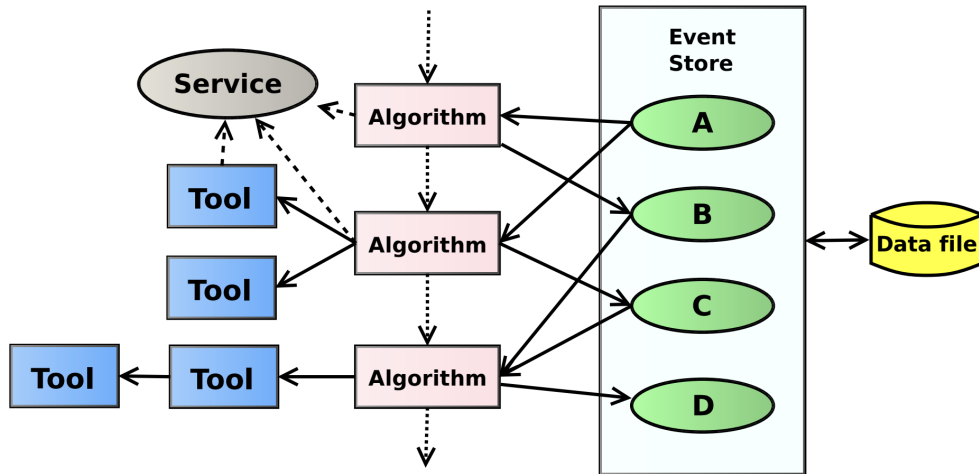 Event
Store
Service
Algorithm
A
Tool
Algorithm
B
Data file
Tool
C
Tool
Tool
Algorithm
D